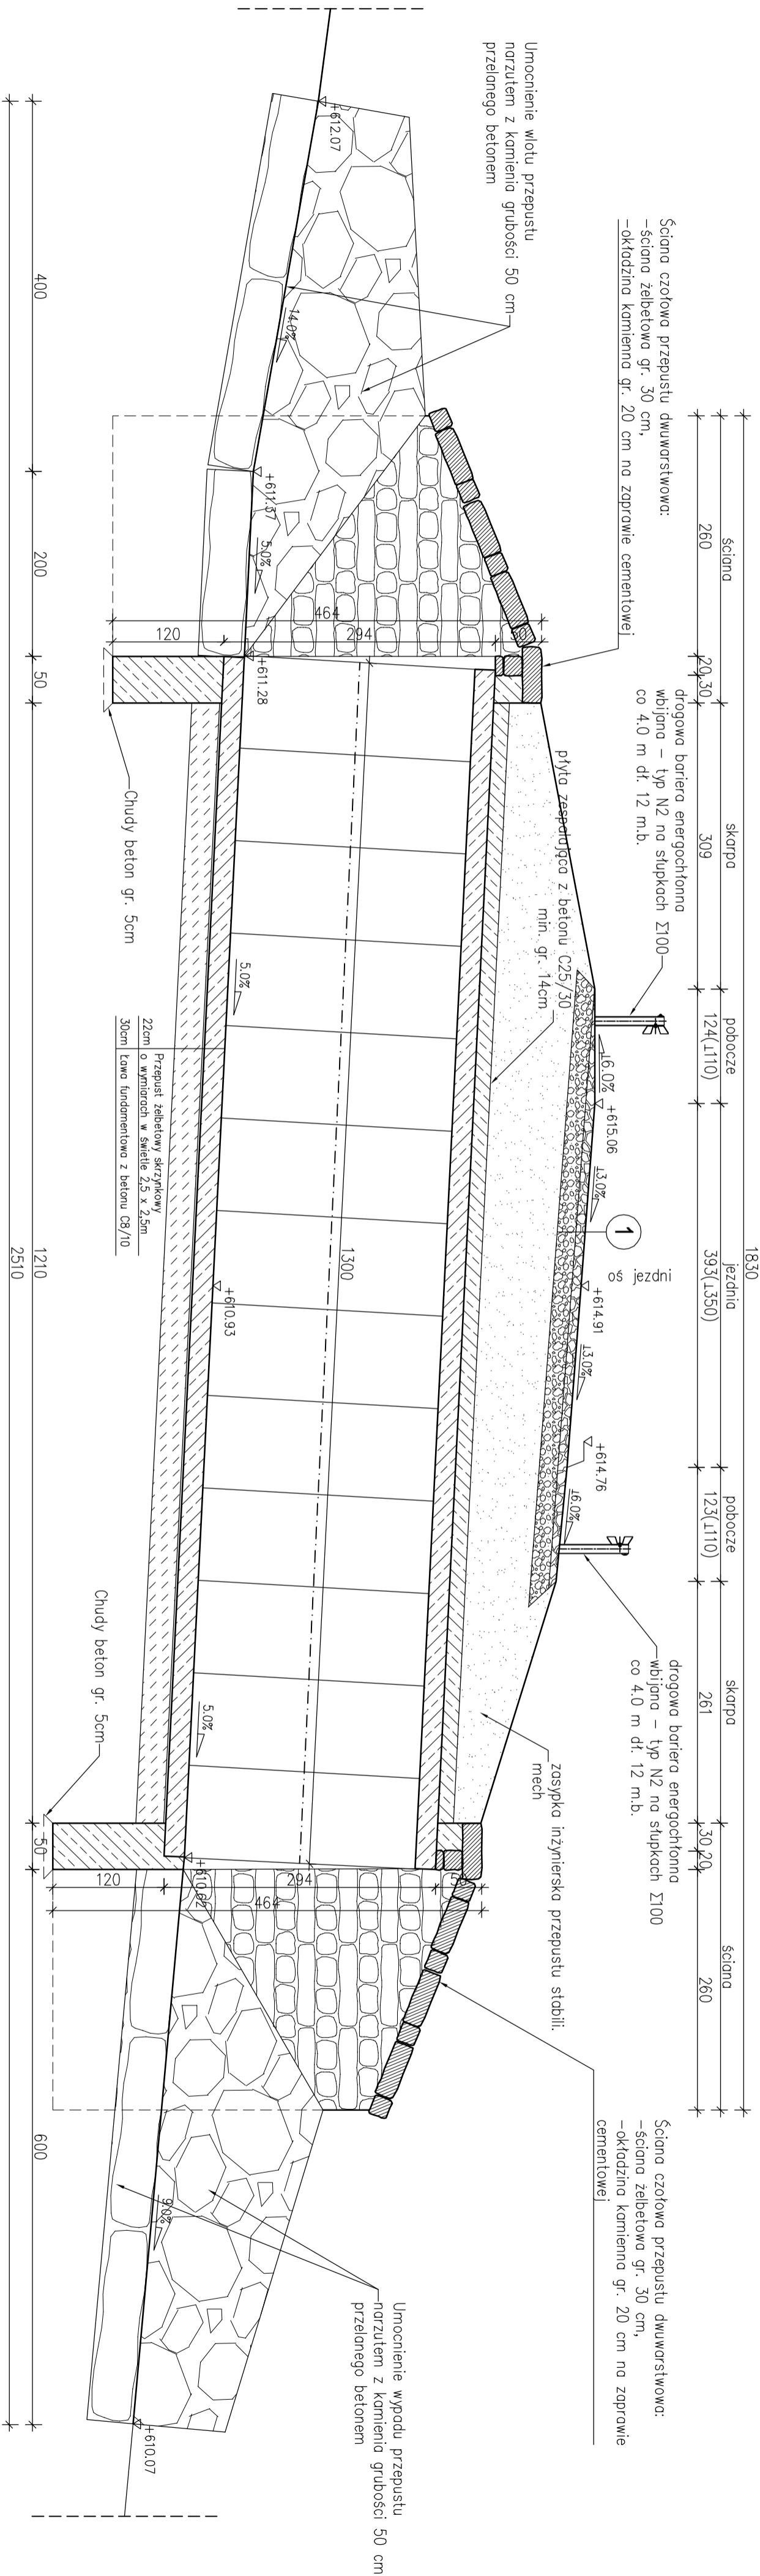 1830
ściana
skarpa
pobocze
jezdnia
pobocze
skarpa
ściana
260
20
30
309
124(⊥110)
393(⊥350)
123(⊥110)
261
30
20
260
Ściana czołowa przepustu dwuwarstwowa:
-ściana żelbetowa gr. 30 cm,
-okładzina kamienna gr. 20 cm na zaprawie cementowej
drogowa bariera energochłonna
wbijana – typ N2 na słupkach Σ100
co 4.0 m dł. 12 m.b.
drogowa bariera energochłonna
wbijana – typ N2 na słupkach Σ100
co 4.0 m dł. 12 m.b.
Ściana czołowa przepustu dwuwarstwowa:
-ściana żelbetowa gr. 30 cm,
-okładzina kamienna gr. 20 cm na zaprawie
cementowej
Umocnienie wlotu przepustu
narzutem z kamienia grubości 50 cm
przelanego betonem
płyta zespalająca z betonu C25/30
min. gr. 14cm
⊥6.0%
+615.06
⊥3.0%
1
oś jezdni
+614.91
⊥3.0%
+614.76
⊥6.0%
zasypka inżynierska przepustu stabili.
mech
Umocnienie wypadu przepustu
narzutem z kamienia grubości 50 cm
przelanego betonem
+612.07
14.0%
+611.37
5.0%
464
294
50
120
+611.28
1300
5.0%
+610.93
5.0%
+610.62
294
464
120
9.0%
+610.07
Chudy beton gr. 5cm
Przepust żelbetowy skrzynkowy
22cm o wymiarach w świetle 2,5 x 2,5m
30cm Ława fundamentowa z betonu C8/10
Chudy beton gr. 5cm
400
200
50
1210
50
600
2510